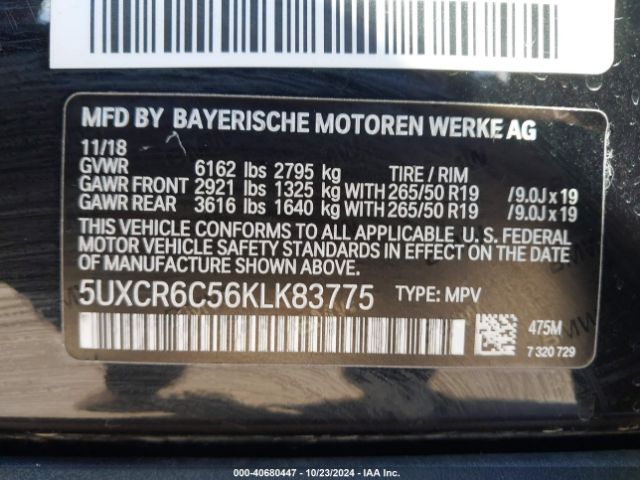 MFD BY BAYERISCHE MOTOREN WERKE AG
11/18
GVWR 6162 lbs 2795 kg TIRE / RIM
GAWR FRONT 2921 lbs 1325 kg WITH 265/50 R19 /9.0J x 19
GAWR REAR 3616 lbs 1640 kg WITH 265/50 R19 /9.0J x 19
THIS VEHICLE CONFORMS TO ALL APPLICABLE U. S. FEDERAL
MOTOR VEHICLE SAFETY STANDARDS IN EFFECT ON THE DATE
OF MANUFACTURE SHOWN ABOVE.
5UXCR6C56KLK83775 TYPE: MPV
475M
7 320 729
000-40680447 - 10/23/2024 - IAA, Inc.